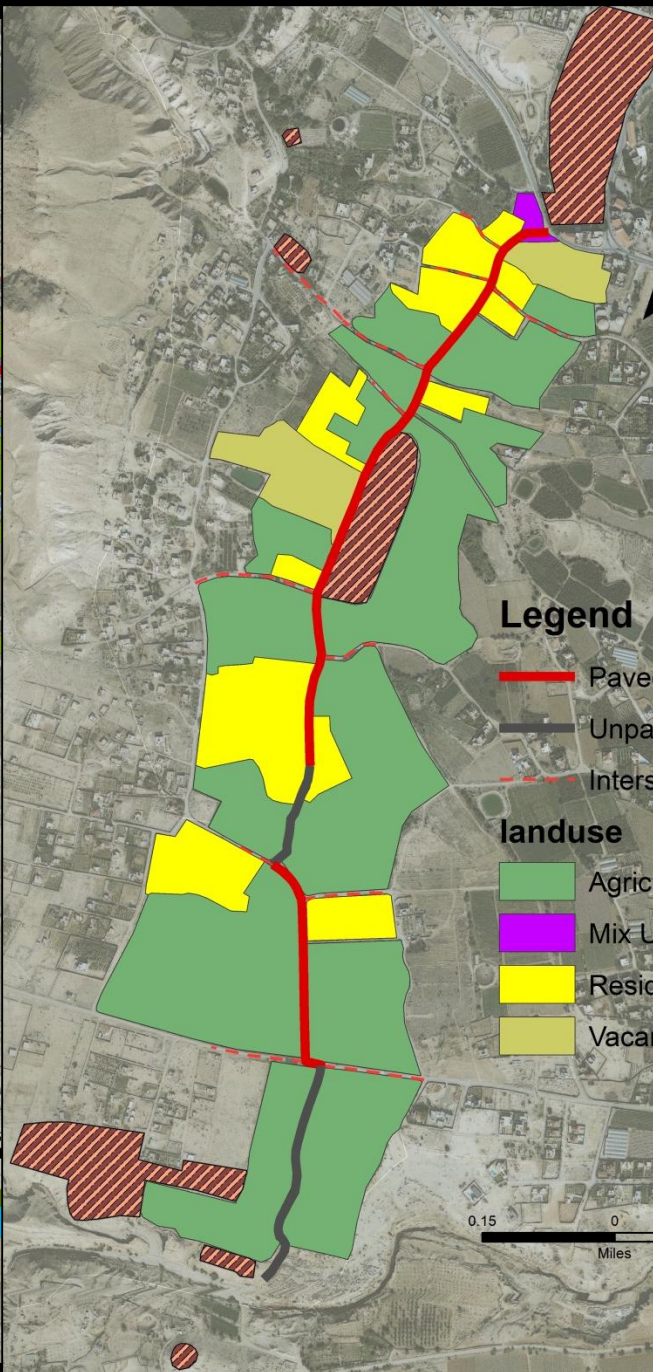 Legend
Pave
Unpa
Inters
landuse
Agric
Mix U
Resid
Vacar
0.15 0
Miles